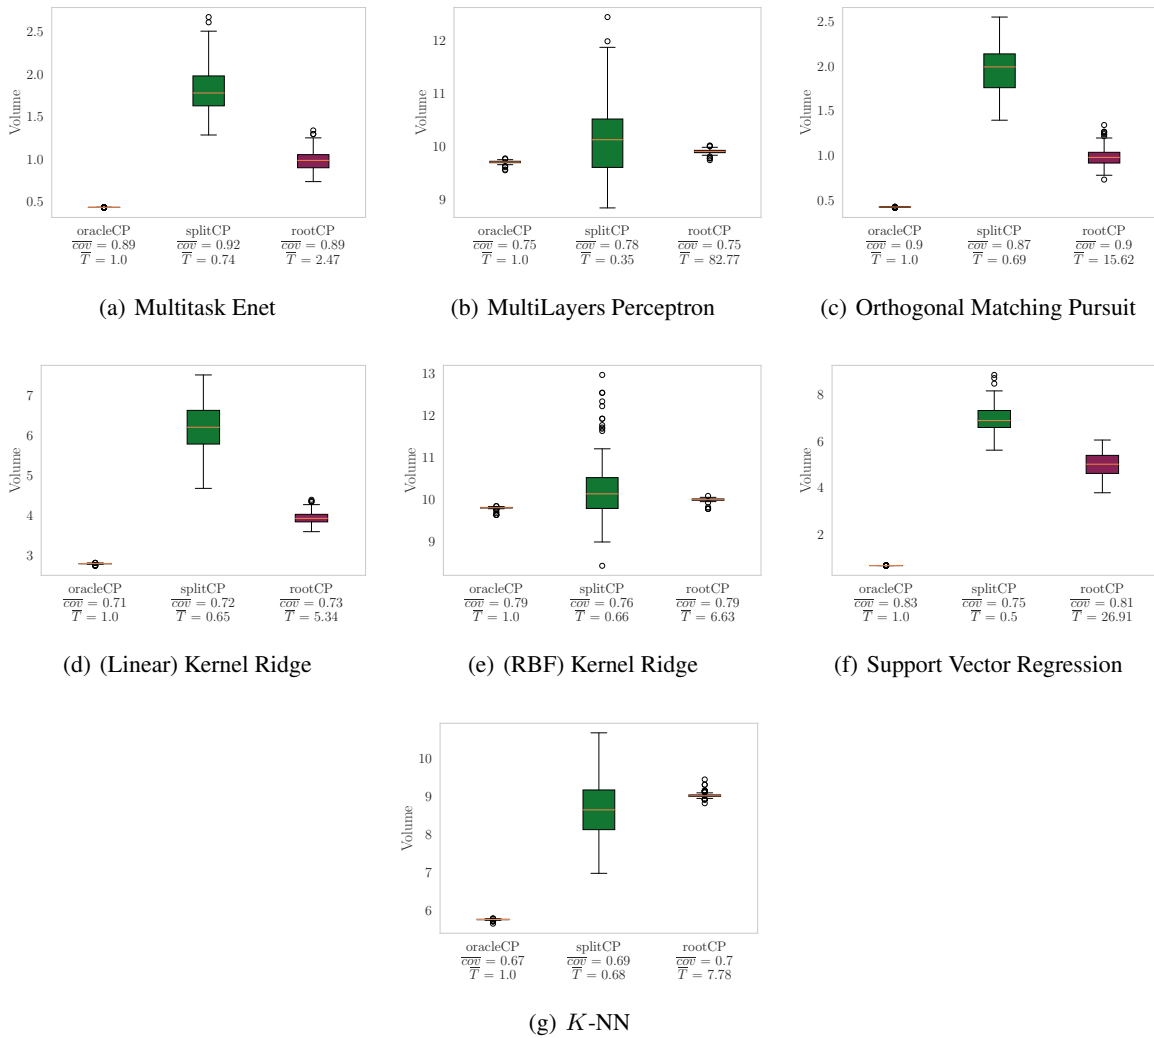 Volume
2.5
2.0
1.5
1.0
0.5
oracleCP splitCP rootCP
cov = 0.89 cov = 0.92 cov = 0.89
T = 1.0 T = 0.74 T = 2.47
(a) Multitask Enet
Volume
12
11
10
9
oracleCP splitCP rootCP
cov = 0.75 cov = 0.78 cov = 0.75
T = 1.0 T = 0.35 T = 82.77
(b) MultiLayers Perceptron
Volume
2.5
2.0
1.5
1.0
0.5
oracleCP splitCP rootCP
cov = 0.9 cov = 0.87 cov = 0.9
T = 1.0 T = 0.69 T = 15.62
(c) Orthogonal Matching Pursuit
Volume
7
6
5
4
3
oracleCP splitCP rootCP
cov = 0.71 cov = 0.72 cov = 0.73
T = 1.0 T = 0.65 T = 5.34
(d) (Linear) Kernel Ridge
Volume
13
12
11
10
9
oracleCP splitCP rootCP
cov = 0.79 cov = 0.76 cov = 0.79
T = 1.0 T = 0.66 T = 6.63
(e) (RBF) Kernel Ridge
Volume
8
6
4
2
oracleCP splitCP rootCP
cov = 0.83 cov = 0.75 cov = 0.81
T = 1.0 T = 0.5 T = 26.91
(f) Support Vector Regression
Volume
10
9
8
7
6
oracleCP splitCP rootCP
cov = 0.67 cov = 0.69 cov = 0.7
T = 1.0 T = 0.68 T = 7.78
(g) K-NN